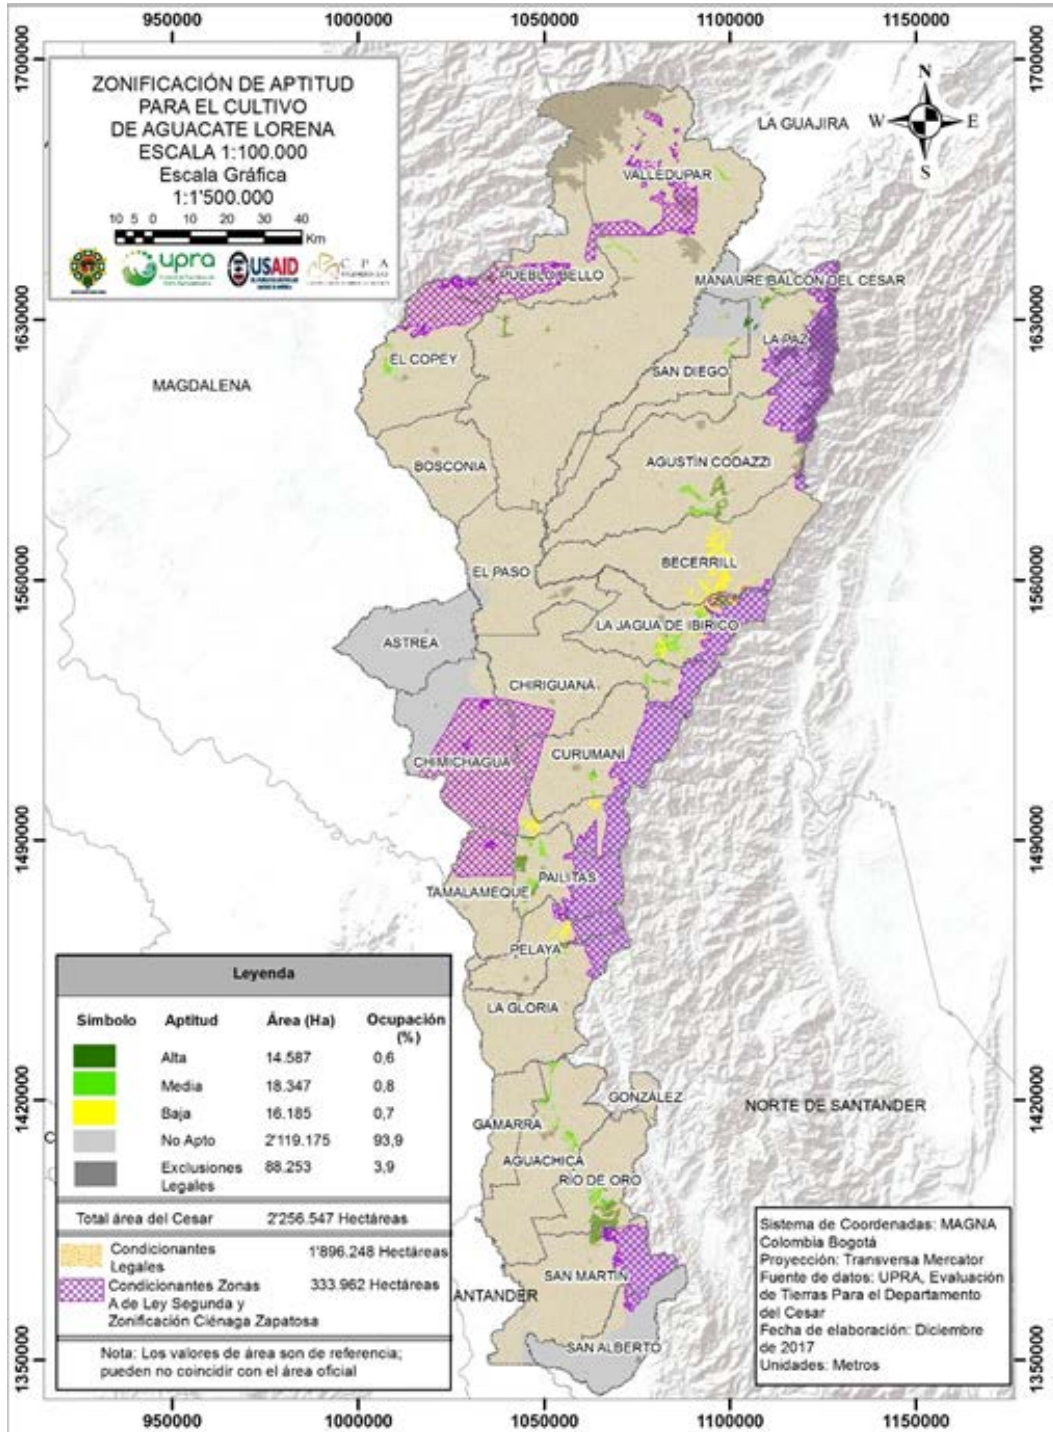 950000 1000000 1050000 1100000 1150000
1700000
1700000
ZONIFICACIÓN DE APTITUD
PARA EL CULTIVO
DE AGUACATE LORENA
ESCALA 1:100.000
Escala Gráfica
1:1'500.000
10 5 0 10 20 30 40
Km
upra
USAID
C P A
N
W E
S
LA GUAJIRA
VALLEDUPAR
PUEBLO BELLO
MANAURE BALCÓN DEL CESAR
1630000
1630000
LA PAZ
EL COPEY
SAN DIEGO
MAGDALENA
BOSCONIA
AGUSTÍN CODAZZI
BECERRILL
EL PASO
1560000
1560000
LA JAGUA DE IBIRICO
ASTREA
CHIRIGUANÁ
CURUMANÍ
CHIMICHAGUA
1490000
1490000
PAILITAS
TAMALAMEQUE
PELAYA
LA GLORIA
GONZÁLEZ
NORTE DE SANTANDER
1420000
1420000
GAMARRA
AGUACHICA
RÍO DE ORO
SAN MARTÍN
ANTANDER
SAN ALBERTO
1350000
1350000
Leyenda
Símbolo Aptitud Área (Ha) Ocupación (%)
Alta 14.587 0,6
Media 18.347 0,8
Baja 16.185 0,7
No Apto 2'119.175 93,9
Exclusiones 88.253 3,9
Legales
Total área del Cesar 2'256.547 Hectáreas
Condicionantes 1'896.248 Hectáreas
Legales
Condicionantes Zonas 333.962 Hectáreas
A de Ley Segunda y
Zonificación Ciénaga Zapatosa
Nota: Los valores de área son de referencia;
pueden no coincidir con el área oficial
Sistema de Coordenadas: MAGNA
Colombia Bogotá
Proyección: Transversa Mercator
Fuente de datos: UPRA, Evaluación
de Tierras Para el Departamento
del Cesar
Fecha de elaboración: Diciembre
de 2017
Unidades: Metros
950000 1000000 1050000 1100000 1150000